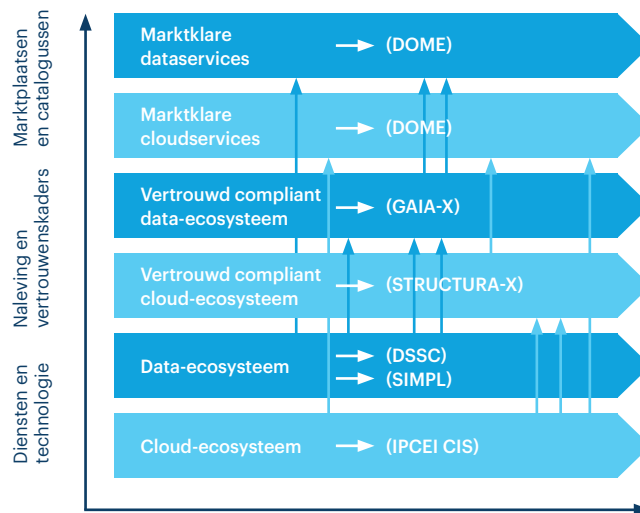 Marktplaatsen
en catalogussen
Marktklare
dataservices
(DOME)
Marktklare
cloudservices
(DOME)
Naleving en
vertrouwenskaders
Vertrouwd compliant
data-ecosysteem
(GAIA-X)
Vertrouwd compliant
cloud-ecosysteem
(STRUCTURA-X)
Diensten en
technologie
Data-ecosysteem
(DSSC)
(SIMPL)
Cloud-ecosysteem
(IPCEI CIS)